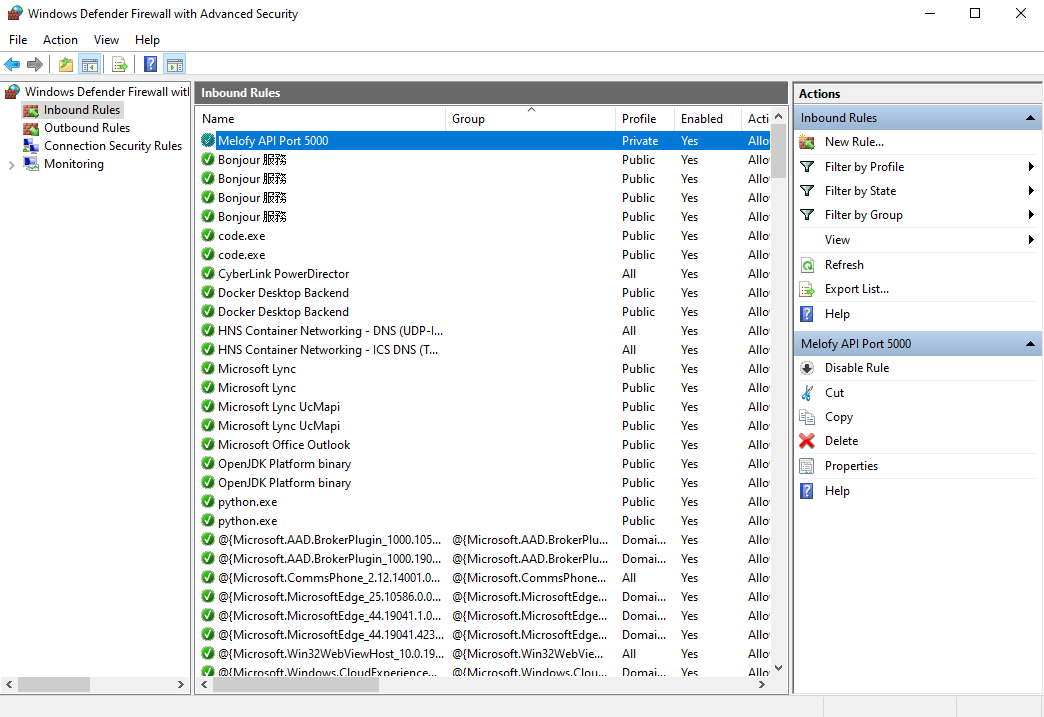 Windows Defender Firewall with Advanced Security
File Action View Help
Windows Defender Firewall with
Inbound Rules
Outbound Rules
Connection Security Rules
Monitoring
Inbound Rules
Name Group Profile Enabled Acti
Melofy API Port 5000 Private Yes Allo
Bonjour 服務 Public Yes Allo
Bonjour 服務 Public Yes Allo
Bonjour 服務 Public Yes Allo
Bonjour 服務 Public Yes Allo
code.exe Public Yes Allo
code.exe Public Yes Allo
CyberLink PowerDirector All Yes Allo
Docker Desktop Backend Public Yes Allo
Docker Desktop Backend Public Yes Allo
HNS Container Networking - DNS (UDP-I... All Yes Allo
HNS Container Networking - ICS DNS (T... All Yes Allo
Microsoft Lync Public Yes Allo
Microsoft Lync Public Yes Allo
Microsoft Lync UcMapi Public Yes Allo
Microsoft Lync UcMapi Public Yes Allo
Microsoft Office Outlook Public Yes Allo
OpenJDK Platform binary Public Yes Allo
OpenJDK Platform binary Public Yes Allo
python.exe Public Yes Allo
python.exe Public Yes Allo
@{Microsoft.AAD.BrokerPlugin_1000.105... @{Microsoft.AAD.BrokerPlu... Domai... Yes Allo
@{Microsoft.AAD.BrokerPlugin_1000.190... @{Microsoft.AAD.BrokerPlu... Domai... Yes Allo
@{Microsoft.CommsPhone_2.12.14001.0... @{Microsoft.CommsPhone... All Yes Allo
@{Microsoft.MicrosoftEdge_25.10586.0.0... @{Microsoft.MicrosoftEdge... Domai... Yes Allo
@{Microsoft.MicrosoftEdge_44.19041.1.0... @{Microsoft.MicrosoftEdge... Domai... Yes Allo
@{Microsoft.MicrosoftEdge_44.19041.423... @{Microsoft.MicrosoftEdge... Domai... Yes Allo
@{Microsoft.Win32WebViewHost_10.0.19... @{Microsoft.Win32WebVie... All Yes Allo
@{Microsoft.Windows.CloudExperience... @{Microsoft.Windows.Clou... Domai... Yes Allo
Actions
Inbound Rules
New Rule...
Filter by Profile
Filter by State
Filter by Group
View
Refresh
Export List...
Help
Melofy API Port 5000
Disable Rule
Cut
Copy
Delete
Properties
Help